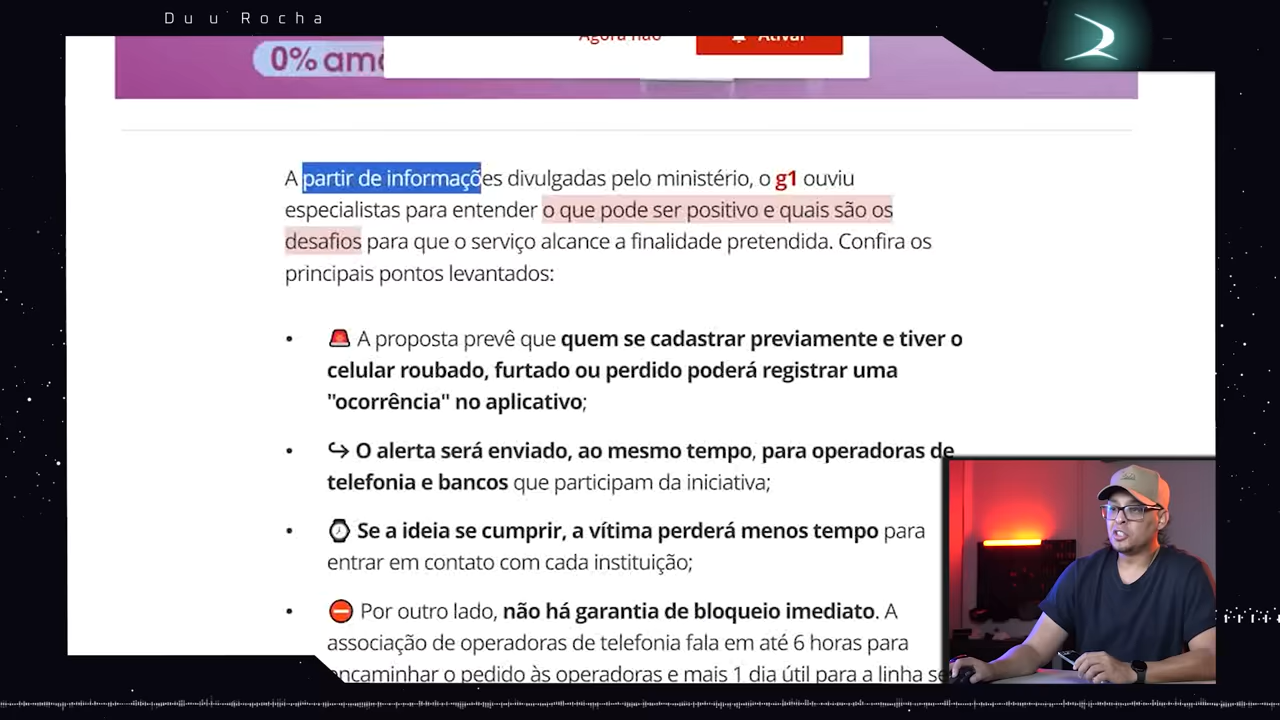 Du u Rocha
Agora não
Ativar
0%
A partir de informações divulgadas pelo ministério, o g1 ouviu
especialistas para entender o que pode ser positivo e quais são os
desafios para que o serviço alcance a finalidade pretendida. Confira os
principais pontos levantados:
• 🚨 A proposta prevê que quem se cadastrar previamente e tiver o
celular roubado, furtado ou perdido poderá registrar uma
"ocorrência" no aplicativo;
• ↪ O alerta será enviado, ao mesmo tempo, para operadoras de
telefonia e bancos que participam da iniciativa;
• ⌚ Se a ideia se cumprir, a vítima perderá menos tempo para
entrar em contato com cada instituição;
• ⛔ Por outro lado, não há garantia de bloqueio imediato. A
associação de operadoras de telefonia fala em até 6 horas para
encaminhar o pedido às operadoras e mais 1 dia útil para a linha se